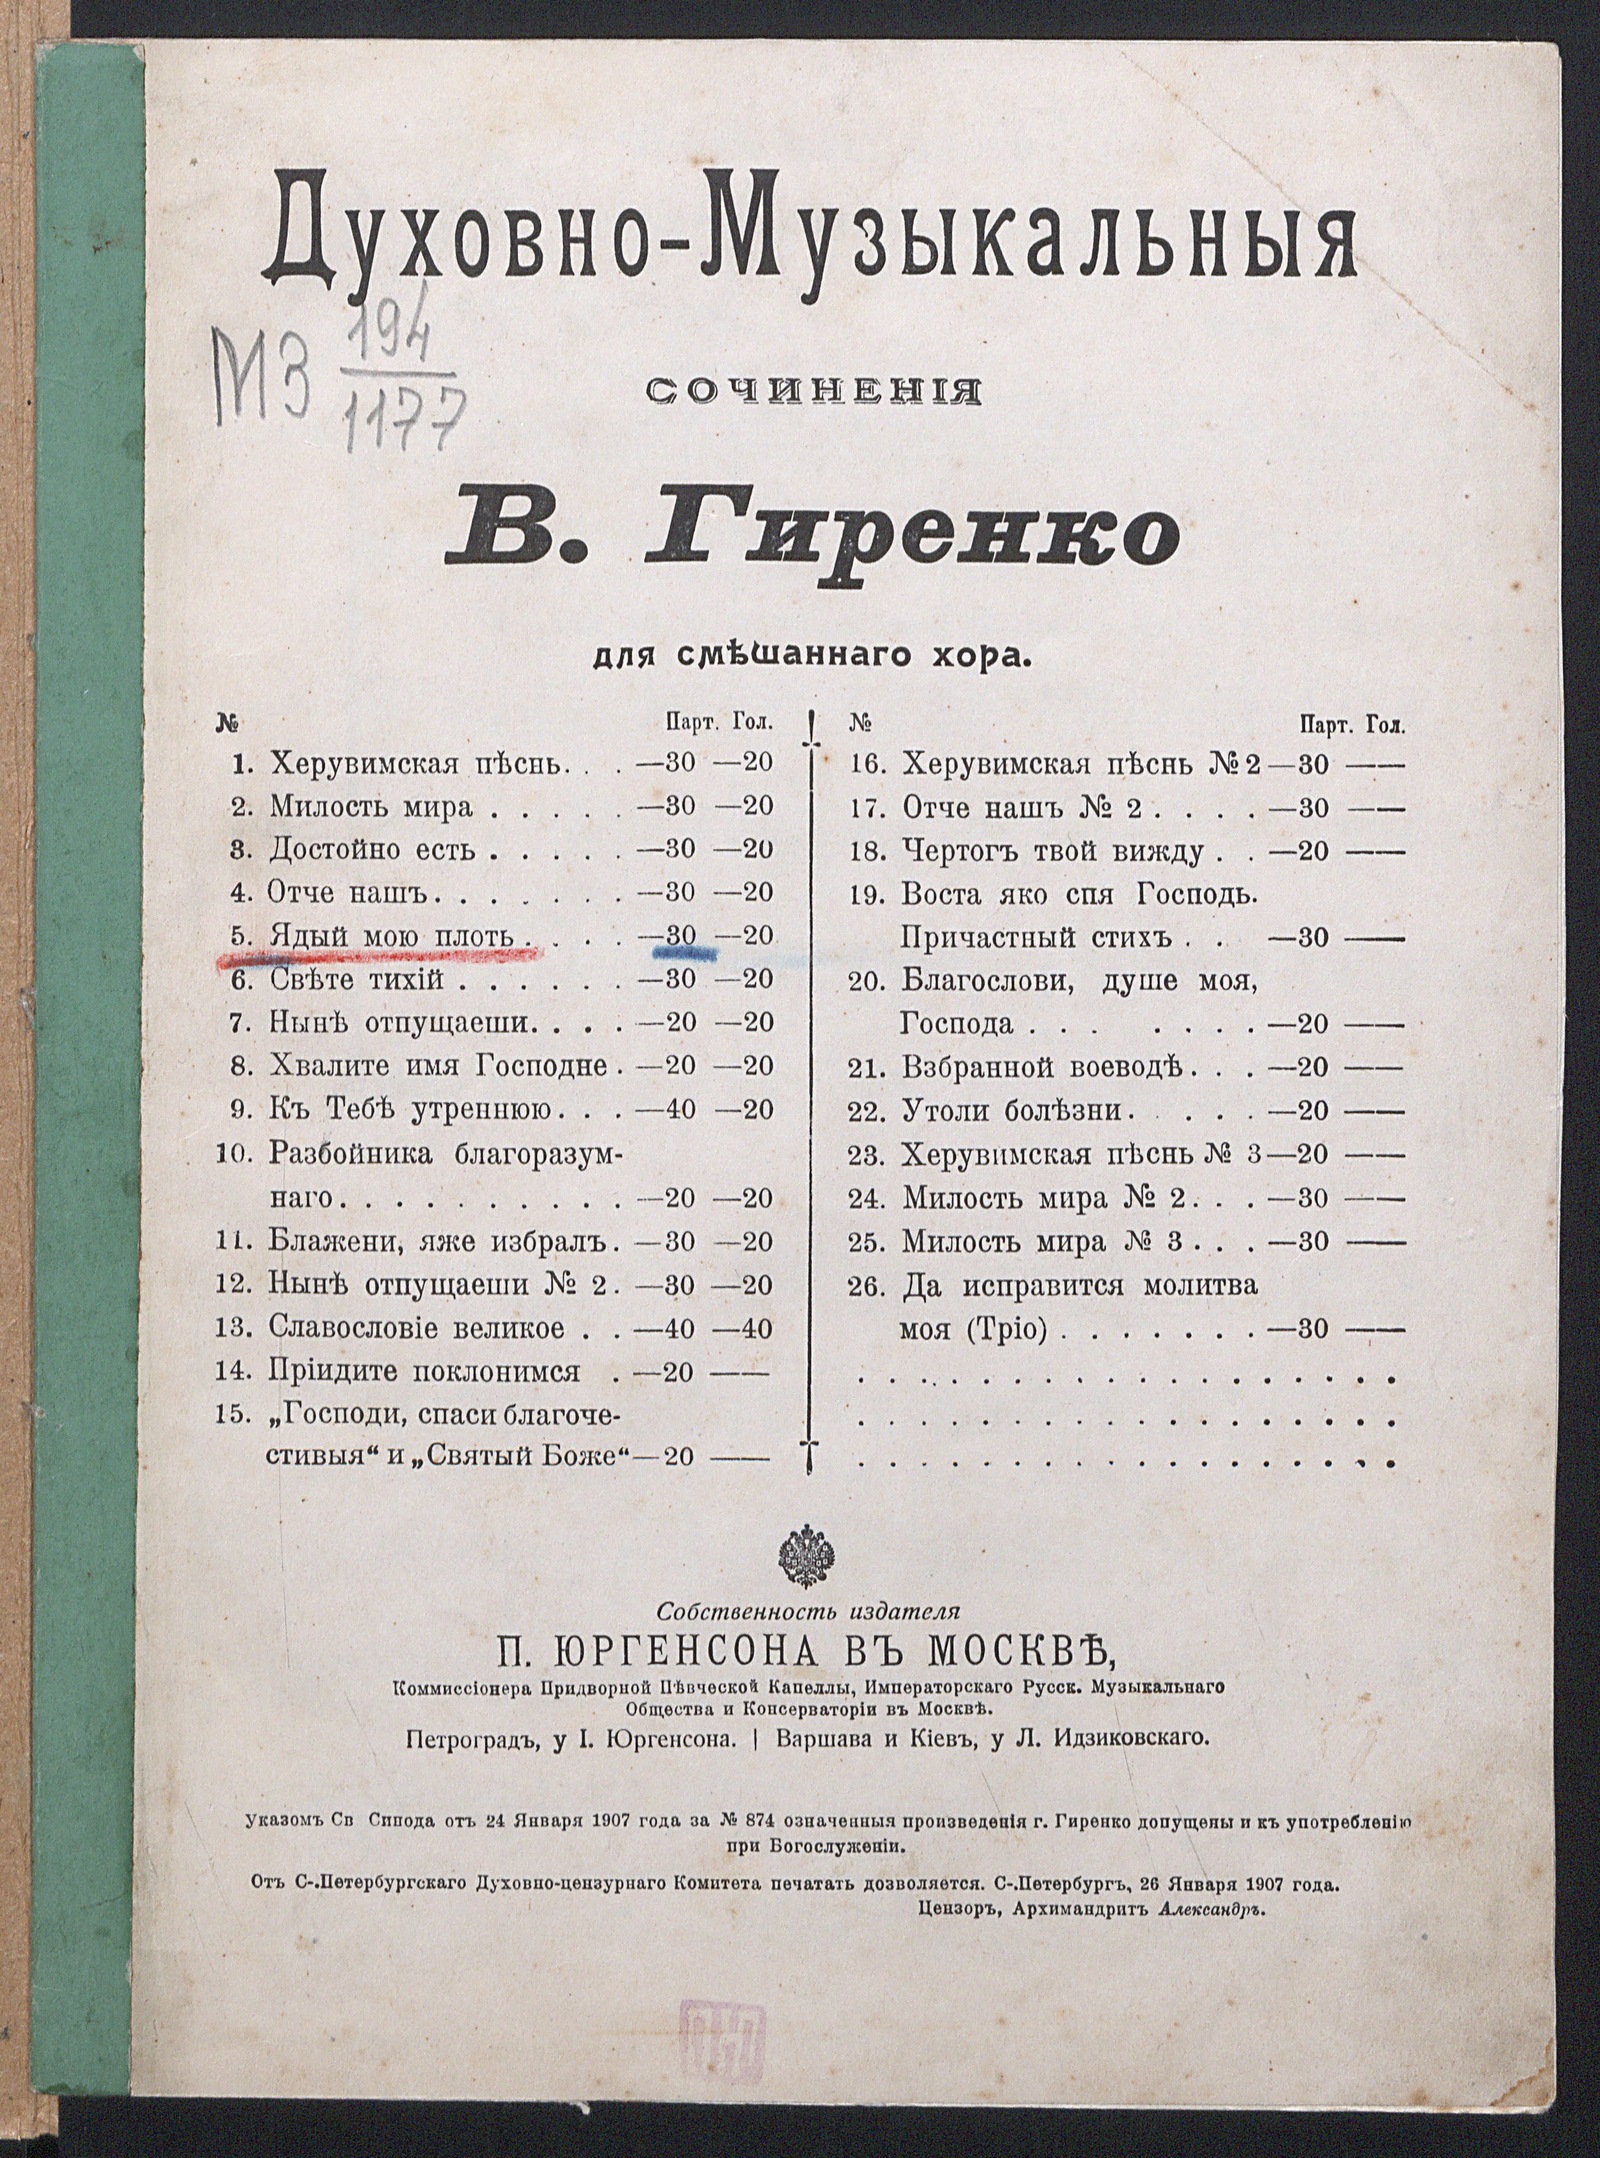 Духовно-Музыкальныя
МЗ 194
1177
СОЧИНЕНІЯ
В. Гиренко
для смѣшаннаго хора.
№ Парт. Гол.
1. Херувимская пѣснь. . . —30 —20
2. Милость мира . . . . . —30 —20
3. Достойно есть . . . . . —30 —20
4. Отче нашъ. . . . . . . —30 —20
5. Ядый мою плоть . . . . —30 —20
6. Свѣте тихій . . . . . . —30 —20
7. Нынѣ отпущаеши. . . . —20 —20
8. Хвалите имя Господне . —20 —20
9. Къ Тебѣ утреннюю. . . —40 —20
10. Разбойника благоразум-
наго. . . . . . . . . . —20 —20
11. Блажени, яже избралъ. —30 —20
12. Нынѣ отпущаеши № 2. —30 —20
13. Славословіе великое . . —40 —40
14. Пріидите поклонимся . —20 ——
15. „Господи, спаси благоче-
стивыя“ и „Святый Боже“ —20 ——
№ Парт. Гол.
16. Херувимская пѣснь № 2 —30 ——
17. Отче нашъ № 2 . . . . —30 ——
18. Чертогъ твой вижду . . —20 ——
19. Воста яко спя Господь.
Причастный стихъ . . —30 ——
20. Благослови, душе моя,
Господа . . . . . . . —20 ——
21. Взбранной воеводѣ. . . —20 ——
22. Утоли болѣзни. . . . . —20 ——
23. Херувимская пѣснь № 3 —20 ——
24. Милость мира № 2. . . —30 ——
25. Милость мира № 3 . . . —30 ——
26. Да исправится молитва
моя (Тріо) . . . . . . . —30 ——
Собственность издателя
П. ЮРГЕНСОНА ВЪ МОСКВѢ,
Коммиссіонера Придворной Пѣвческой Капеллы, Императорскаго Русск. Музыкальнаго
Общества и Консерваторіи въ Москвѣ.
Петроградъ, у І. Юргенсона. | Варшава и Кіевъ, у Л. Идзиковскаго.
Указомъ Св Синода отъ 24 Января 1907 года за № 874 означенныя произведенія г. Гиренко допущены и къ употребленію
при Богослуженіи.
Отъ С-.Петербургскаго Духовно-цензурнаго Комитета печатать дозволяется. С-.Петербургъ, 26 Января 1907 года.
Цензоръ, Архимандритъ Александръ.